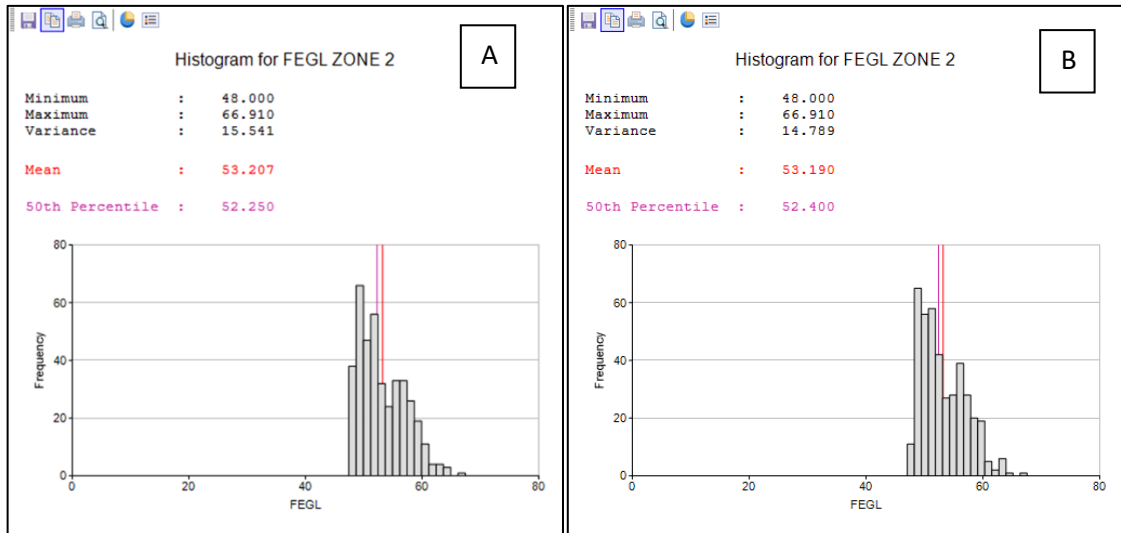 A
Histogram for FEGL ZONE 2
Minimum : 48.000
Maximum : 66.910
Variance : 15.541
Mean : 53.207
50th Percentile : 52.250
80
60
40
20
0
Frequency
0 20 40 60 80
FEGL
B
Histogram for FEGL ZONE 2
Minimum : 48.000
Maximum : 66.910
Variance : 14.789
Mean : 53.190
50th Percentile : 52.400
80
60
40
20
0
Frequency
0 20 40 60 80
FEGL